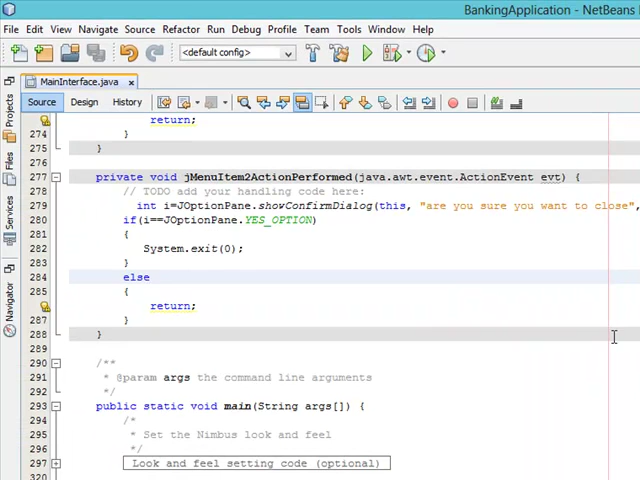 BankingApplication - NetBeans
File Edit View Navigate Source Refactor Run Debug Profile Team Tools Window Help
<default config>
MainInterface.java
Source Design History
Projects
Files
Services
Navigator
return;
274 }
275 }
276
277 private void jMenuItem2ActionPerformed(java.awt.event.ActionEvent evt) {
278 // TODO add your handling code here:
279 int i=JOptionPane.showConfirmDialog(this, "are you sure you want to close",
280 if(i==JOptionPane.YES_OPTION)
281 {
282 System.exit(0);
283 }
284 else
285 {
return;
287 }
288 }
289
290 /**
291 * @param args the command line arguments
292 */
293 public static void main(String args[]) {
294 /*
295 * Set the Nimbus look and feel
296 */
297 Look and feel setting code (optional)
320